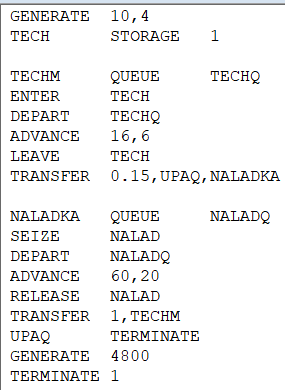 GENERATE 10,4
TECH STORAGE 1
TECHM QUEUE TECHQ
ENTER TECH
DEPART TECHQ
ADVANCE 16,6
LEAVE TECH
TRANSFER 0.15,UPAQ,NALADKA
NALADKA QUEUE NALADQ
SEIZE NALAD
DEPART NALADQ
ADVANCE 60,20
RELEASE NALAD
TRANSFER 1,TECHM
UPAQ TERMINATE
GENERATE 4800
TERMINATE 1